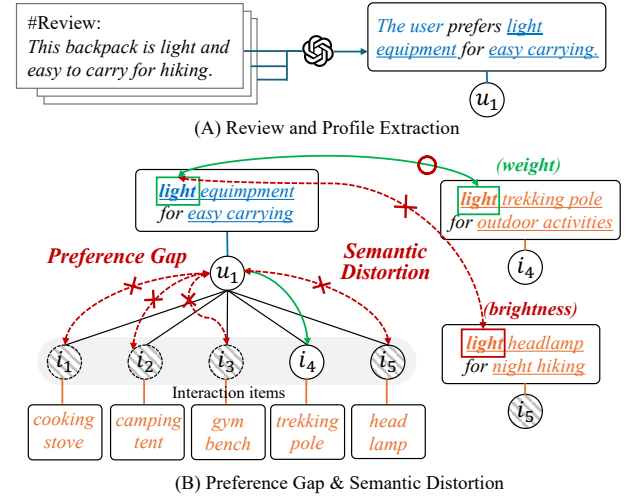 #Review:
This backpack is light and
easy to carry for hiking.
The user prefers light
equipment for easy carrying.
u1
(A) Review and Profile Extraction
(weight)
light equimpment
for easy carrying
light trekking pole
for outdoor activities
i4
Preference Gap
Semantic
Distortion
u1
(brightness)
light headlamp
for night hiking
i5
i1 i2 i3 i4 i5
Interaction items
cooking
stove
camping
tent
gym
bench
trekking
pole
head
lamp
(B) Preference Gap & Semantic Distortion